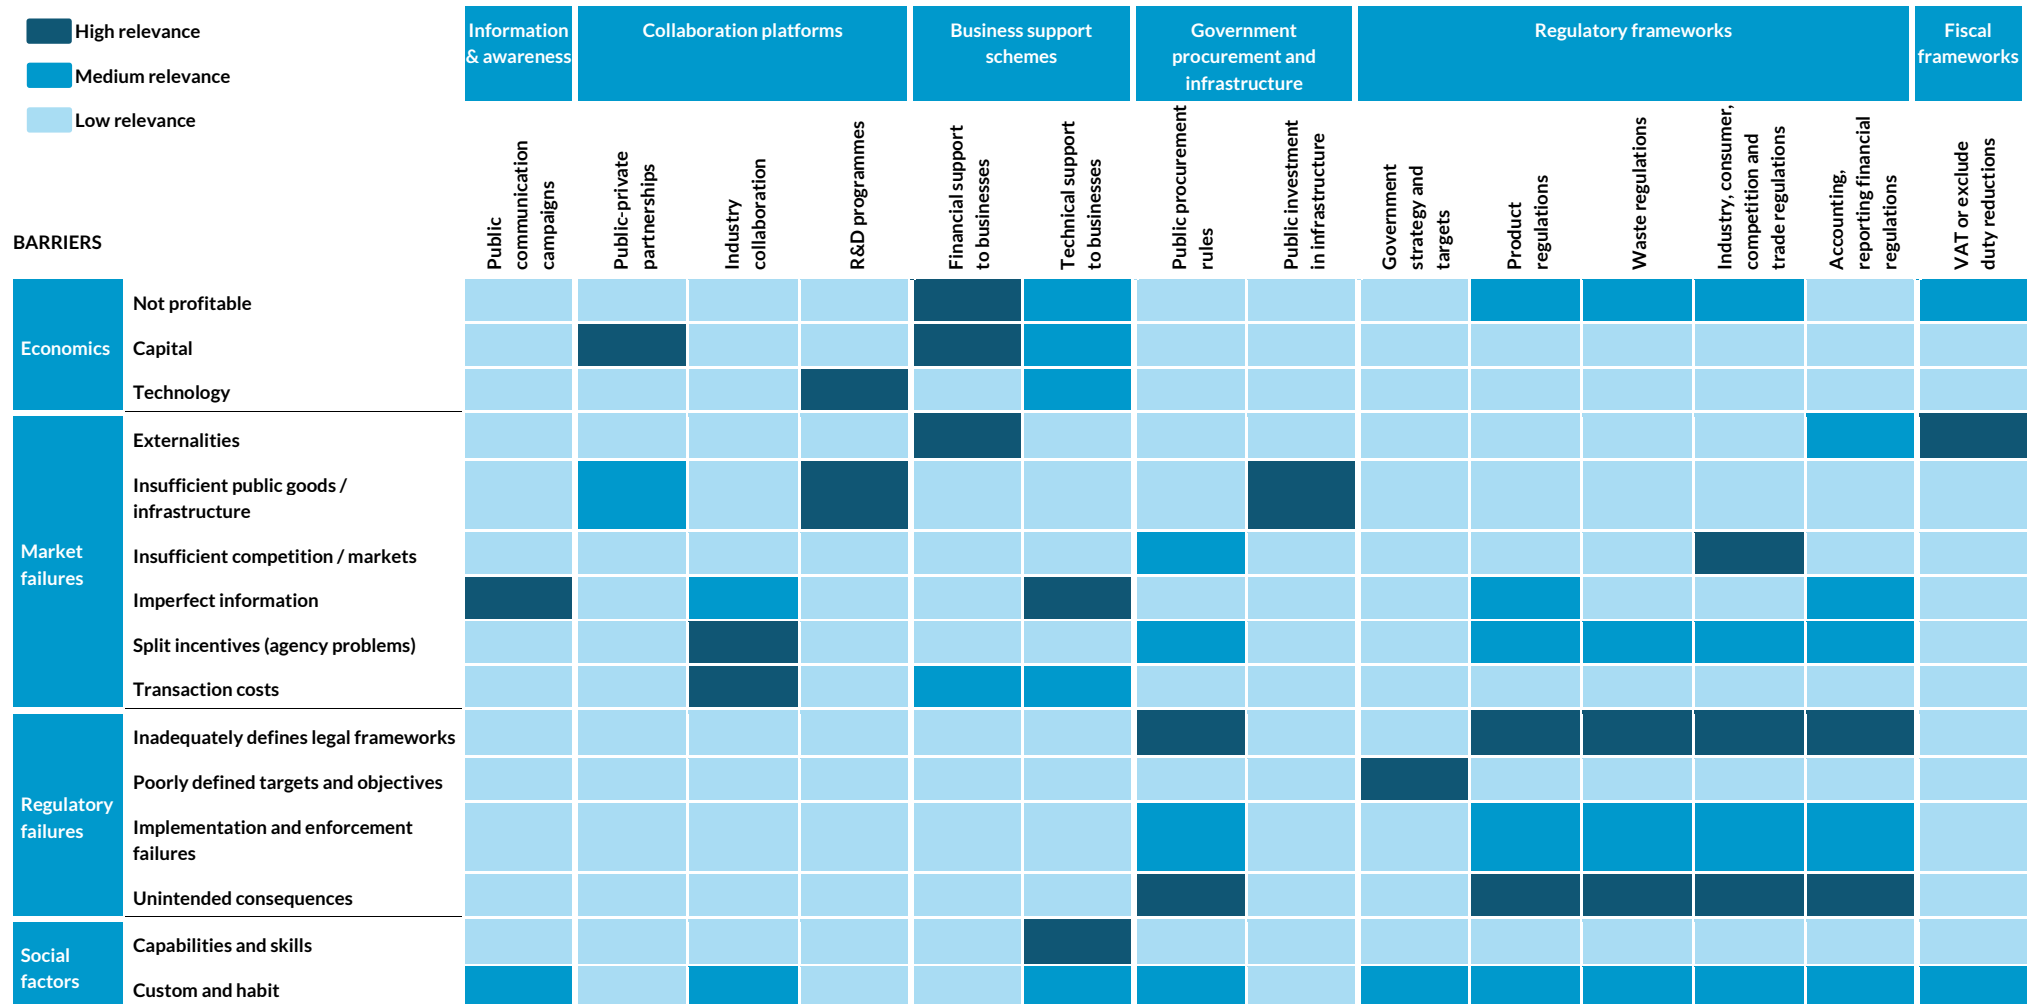 High relevance
Medium relevance
Low relevance
Information
& awareness
Collaboration platforms
Business support
schemes
Government
procurement and
infrastructure
Regulatory frameworks
Fiscal
frameworks
BARRIERS
Public
communication
campaigns
Public-private
partnerships
Industry
collaboration
R&D programmes
Financial support
to businesses
Technical support
to businesses
Public procurement
rules
Public investment
in infrastructure
Government
strategy and
targets
Product
regulations
Waste regulations
Industry, consumer,
competition and
trade regulations
Accounting,
reporting financial
regulations
VAT or exclude
duty reductions
Economics
Not profitable
Capital
Technology
Market
failures
Externalities
Insufficient public goods /
infrastructure
Insufficient competition / markets
Imperfect information
Split incentives (agency problems)
Transaction costs
Regulatory
failures
Inadequately defines legal frameworks
Poorly defined targets and objectives
Implementation and enforcement
failures
Unintended consequences
Social
factors
Capabilities and skills
Custom and habit